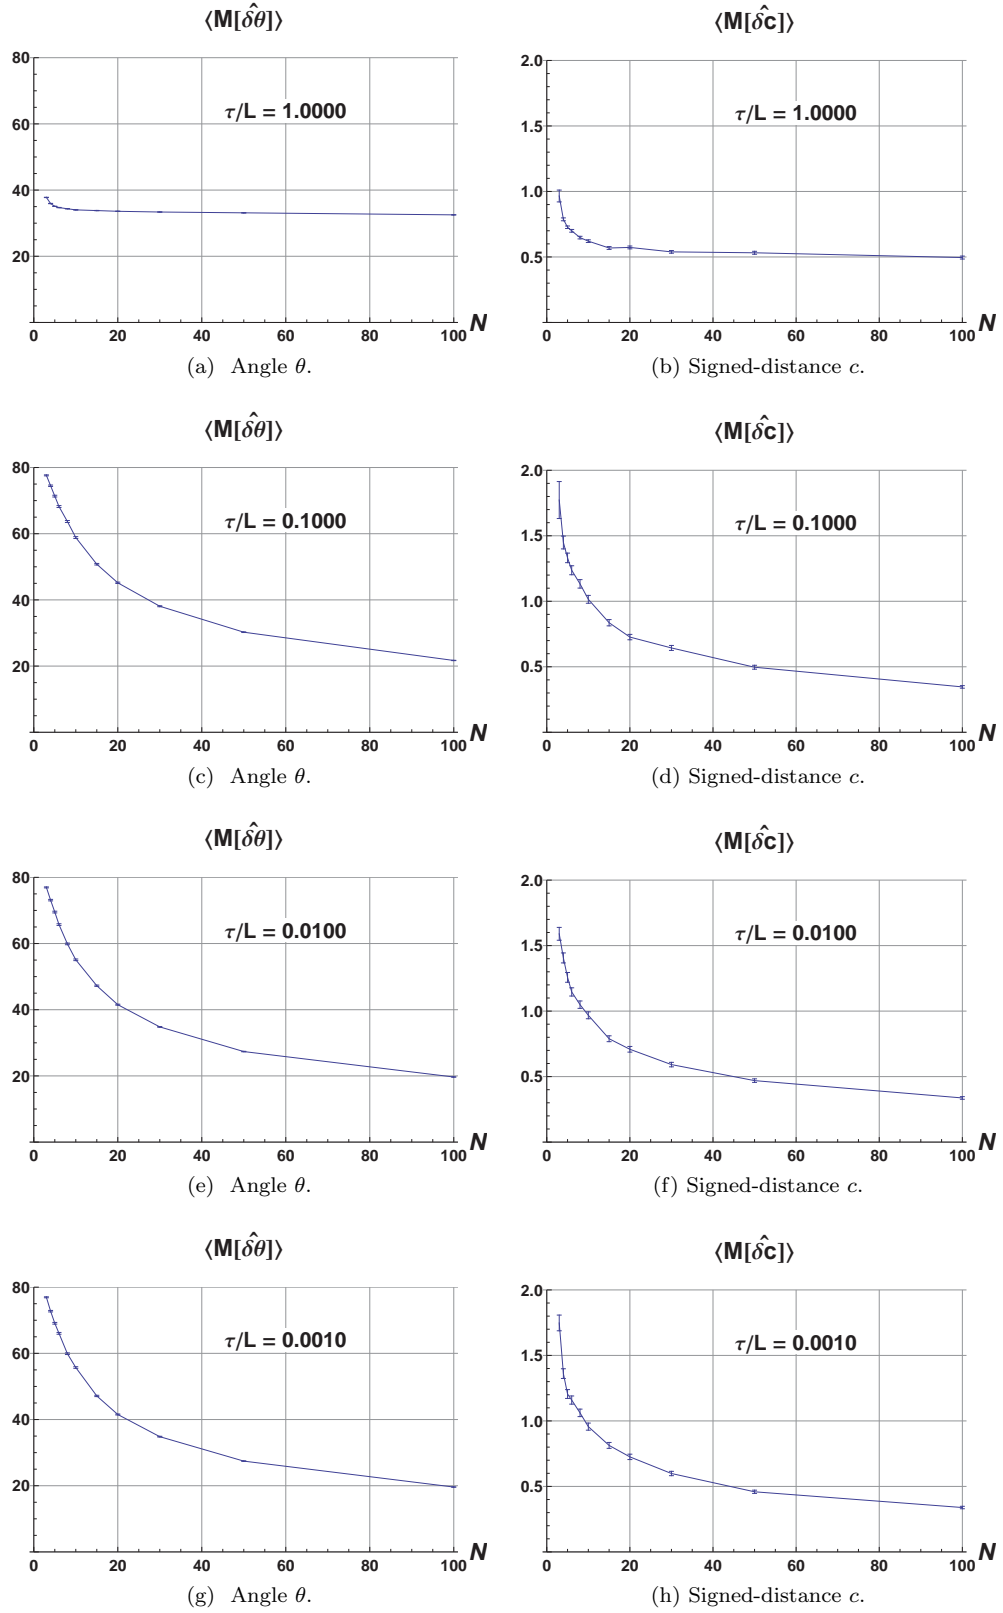 ⟨M[δ̂θ]⟩ ⟨M[δ̂c]⟩
80 2.0
τ/L = 1.0000 τ/L = 1.0000
60 1.5
40 1.0
20 0.5
0 20 40 60 80 100 N 0 20 40 60 80 100 N
(a) Angle θ. (b) Signed-distance c.
⟨M[δ̂θ]⟩ ⟨M[δ̂c]⟩
80 2.0
τ/L = 0.1000 τ/L = 0.1000
60 1.5
40 1.0
20 0.5
0 20 40 60 80 100 N 0 20 40 60 80 100 N
(c) Angle θ. (d) Signed-distance c.
⟨M[δ̂θ]⟩ ⟨M[δ̂c]⟩
80 2.0
τ/L = 0.0100 τ/L = 0.0100
60 1.5
40 1.0
20 0.5
0 20 40 60 80 100 N 0 20 40 60 80 100 N
(e) Angle θ. (f) Signed-distance c.
⟨M[δ̂θ]⟩ ⟨M[δ̂c]⟩
80 2.0
τ/L = 0.0010 τ/L = 0.0010
60 1.5
40 1.0
20 0.5
0 20 40 60 80 100 N 0 20 40 60 80 100 N
(g) Angle θ. (h) Signed-distance c.